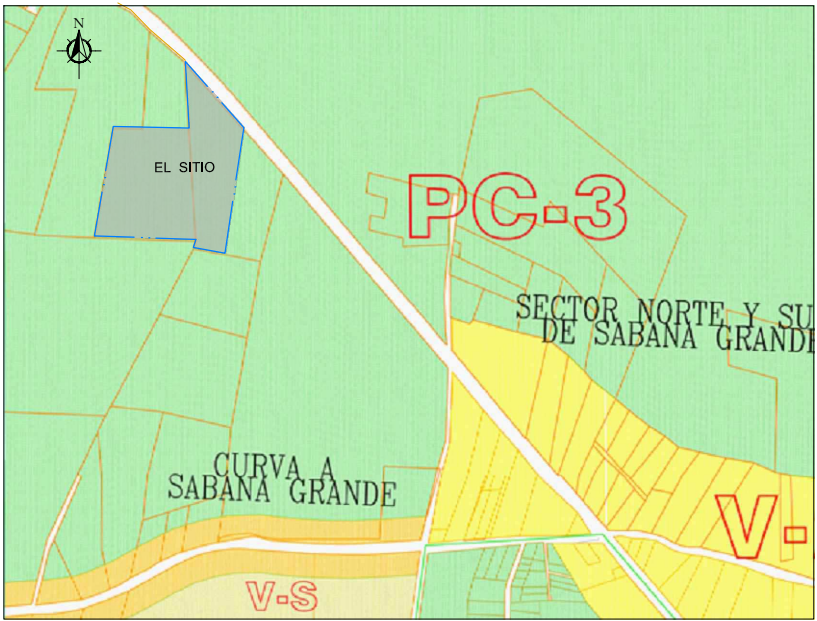 N
EL SITIO
PC-3
SECTOR NORTE Y SU
DE SABANA GRANDE
CURVA A
SABANA GRANDE
V-
V-S